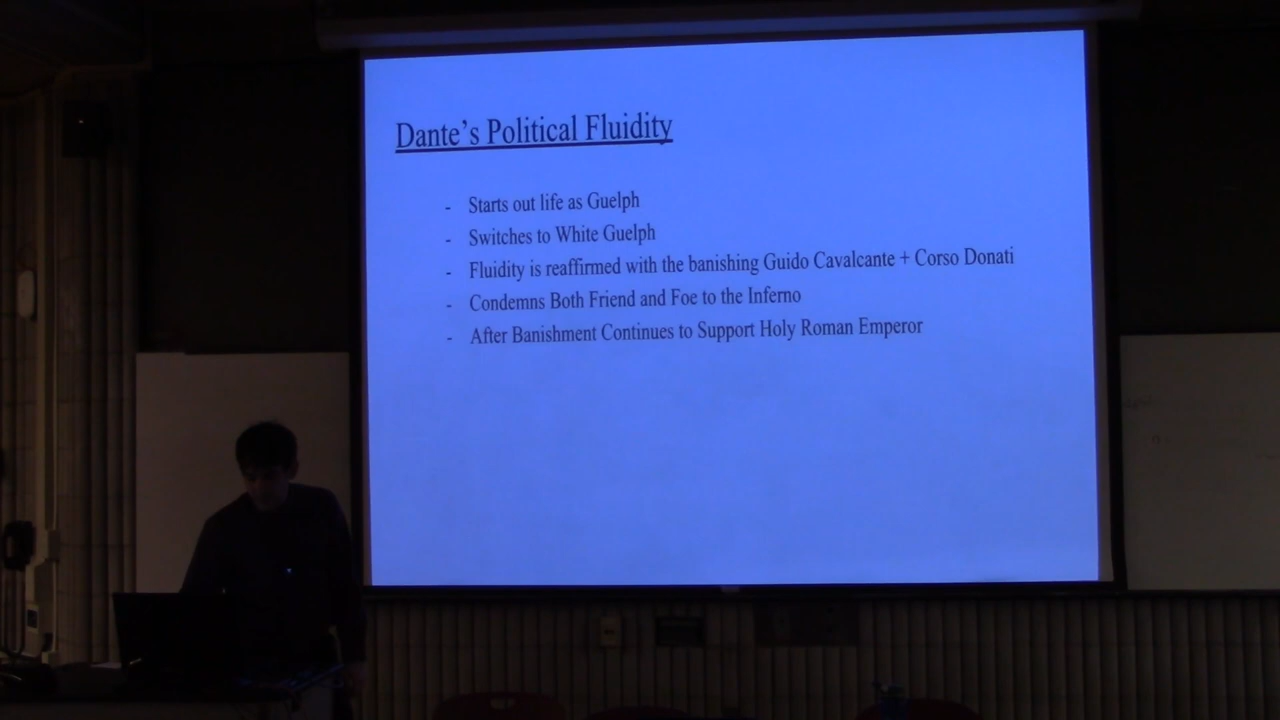 Dante's Political Fluidity
- Starts out life as Guelph
- Switches to White Guelph
- Fluidity is reaffirmed with the banishing Guido Cavalcante + Corso Donati
- Condemns Both Friend and Foe to the Inferno
- After Banishment Continues to Support Holy Roman Emperor